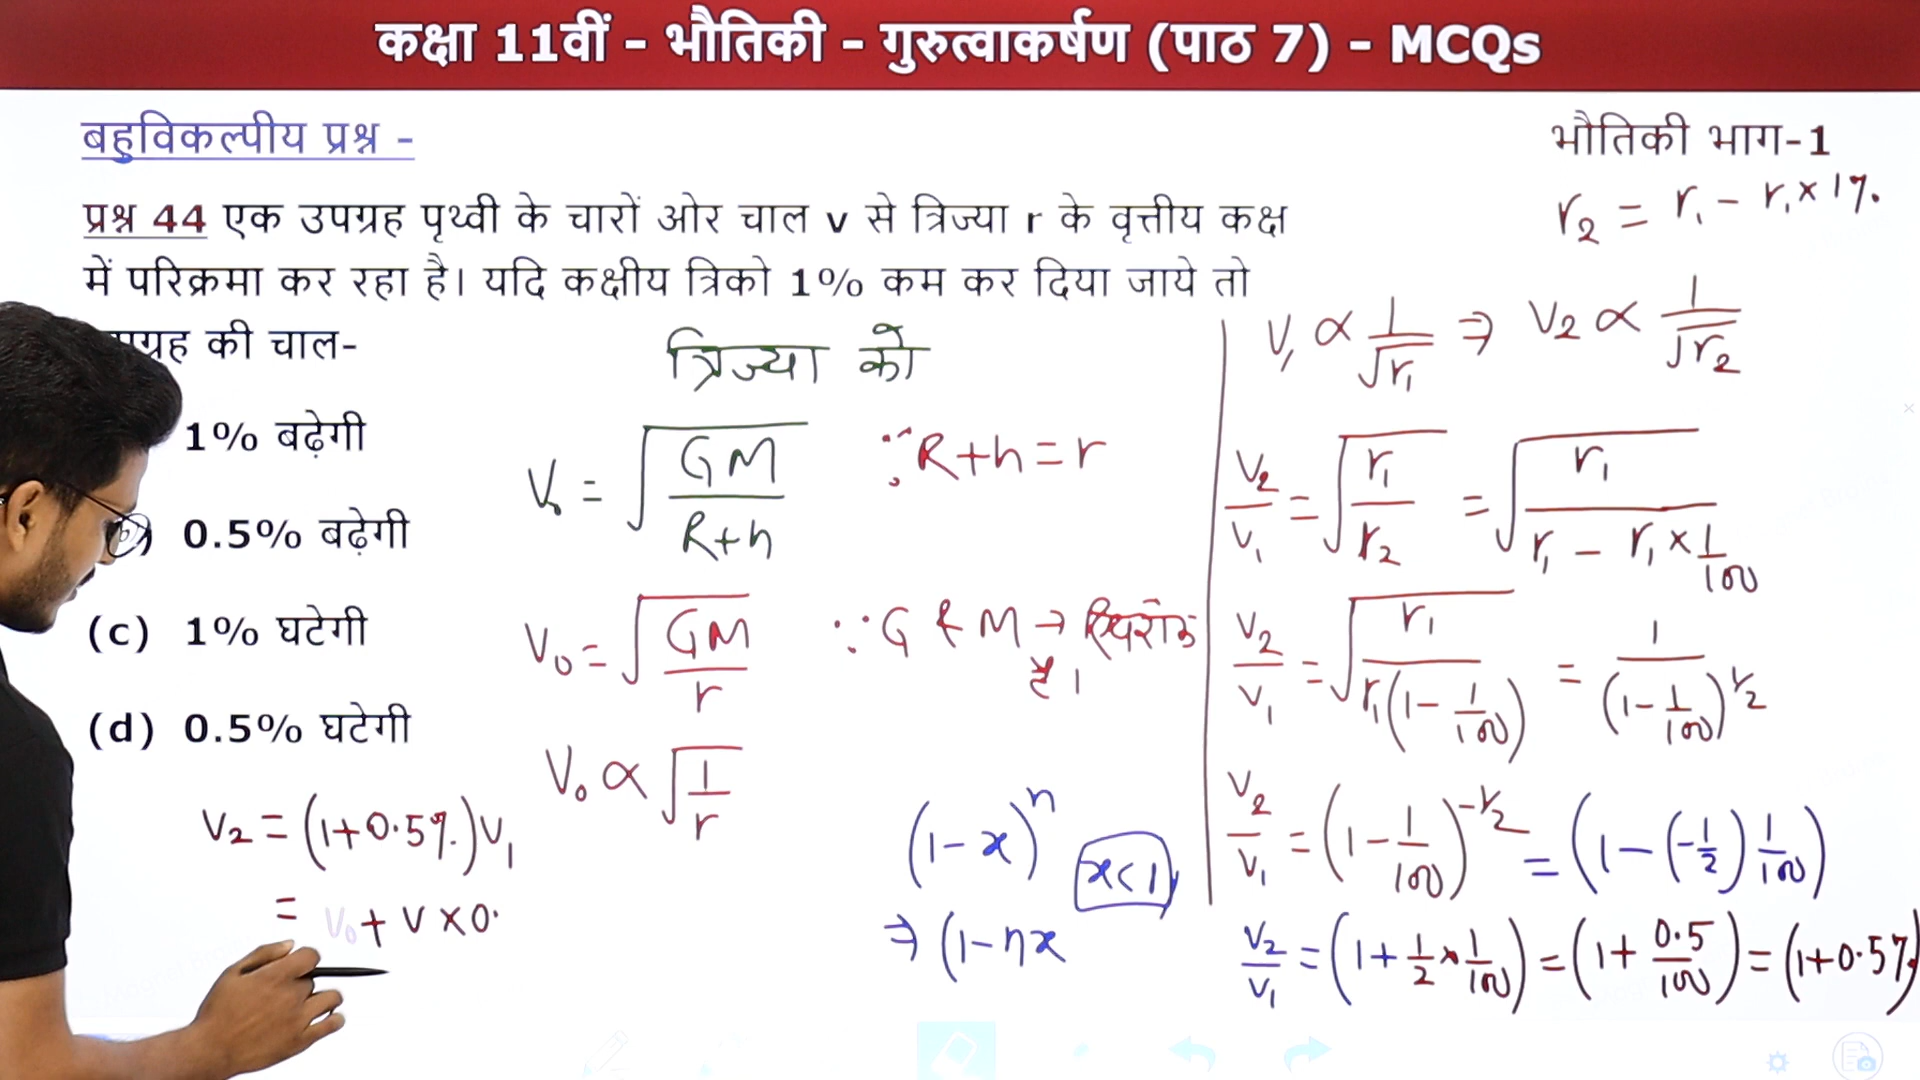 कक्षा 11वीं - भौतिकी - गुरुत्वाकर्षण (पाठ 7) - MCQs
बहुविकल्पीय प्रश्न -
भौतिकी भाग-1
r₂ = r₁ - r₁ × 1%.
प्रश्न 44 एक उपग्रह पृथ्वी के चारों ओर चाल v से त्रिज्या r के वृत्तीय कक्ष
में परिक्रमा कर रहा है। यदि कक्षीय त्रिको 1% कम कर दिया जाये तो
ग्रह की चाल-
त्रिज्या को
1% बढ़ेगी
0.5% बढ़ेगी
(c) 1% घटेगी
(d) 0.5% घटेगी
V₂ = (1+0.5%)V₁
= V₀ + V × 0.
V₀ = √(GM/(R+h)) ∵ R+h = r
V₀ = √(GM/r) ∵ G & M → है।
V₀ ∝ √(1/r)
(1-x)ⁿ x<1
⇒ (1-nx
V₁ ∝ 1/√r₁ ⇒ V₂ ∝ 1/√r₂
V₂/V₁ = √(r₁/r₂) = √(r₁/(r₁ - r₁ × 1/100))
V₂/V₁ = √(r₁/(r₁(1 - 1/100))) = 1/(1 - 1/100)^1/2
V₂/V₁ = (1 - 1/100)^-1/2 = (1 - (-1/2) 1/100)
V₂/V₁ = (1 + 1/2 × 1/100) = (1 + 0.5/100) = (1+0.5%)